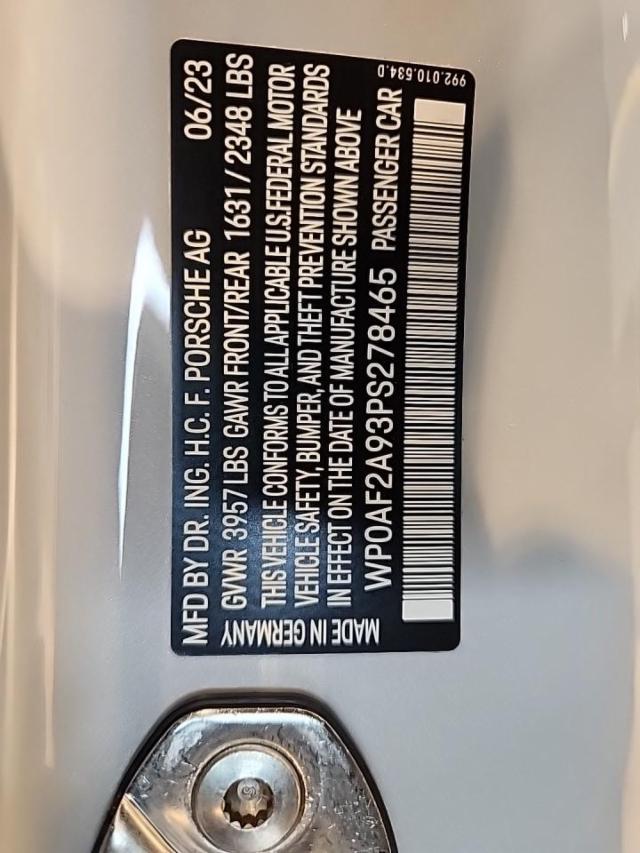 MFD BY DR. ING. H.C. F. PORSCHE AG 06/23
GVWR 3957 LBS GAWR FRONT/REAR 1631/2348 LBS
THIS VEHICLE CONFORMS TO ALL APPLICABLE U.S. FEDERAL MOTOR
VEHICLE SAFETY, BUMPER, AND THEFT PREVENTION STANDARDS
IN EFFECT ON THE DATE OF MANUFACTURE SHOWN ABOVE
WP0AF2A93PS278465 PASSENGER CAR
MADE IN GERMANY
992.010.534.D